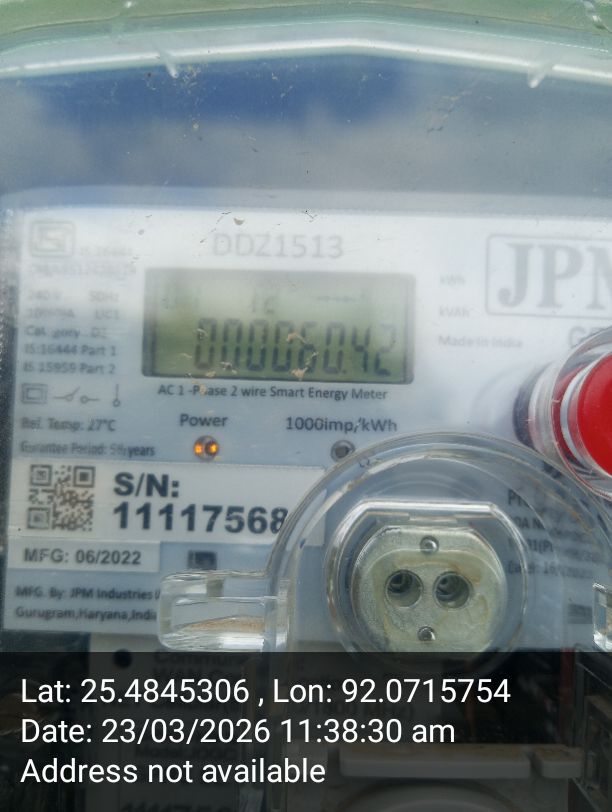 DDZ1513
JPM
kWh
kVAh
Made in India
240 V 50Hz
IS:16444 Part 1
IS 15959 Part 2
00006042
AC 1 -Phase 2 wire Smart Energy Meter
Ref. Temp: 27°C
Power
1000imp/kWh
S/N:
11117568
MFG: 06/2022
MFG. By: JPM Industries
Gurugram,Haryana,India
Lat: 25.4845306 , Lon: 92.0715754
Date: 23/03/2026 11:38:30 am
Address not available